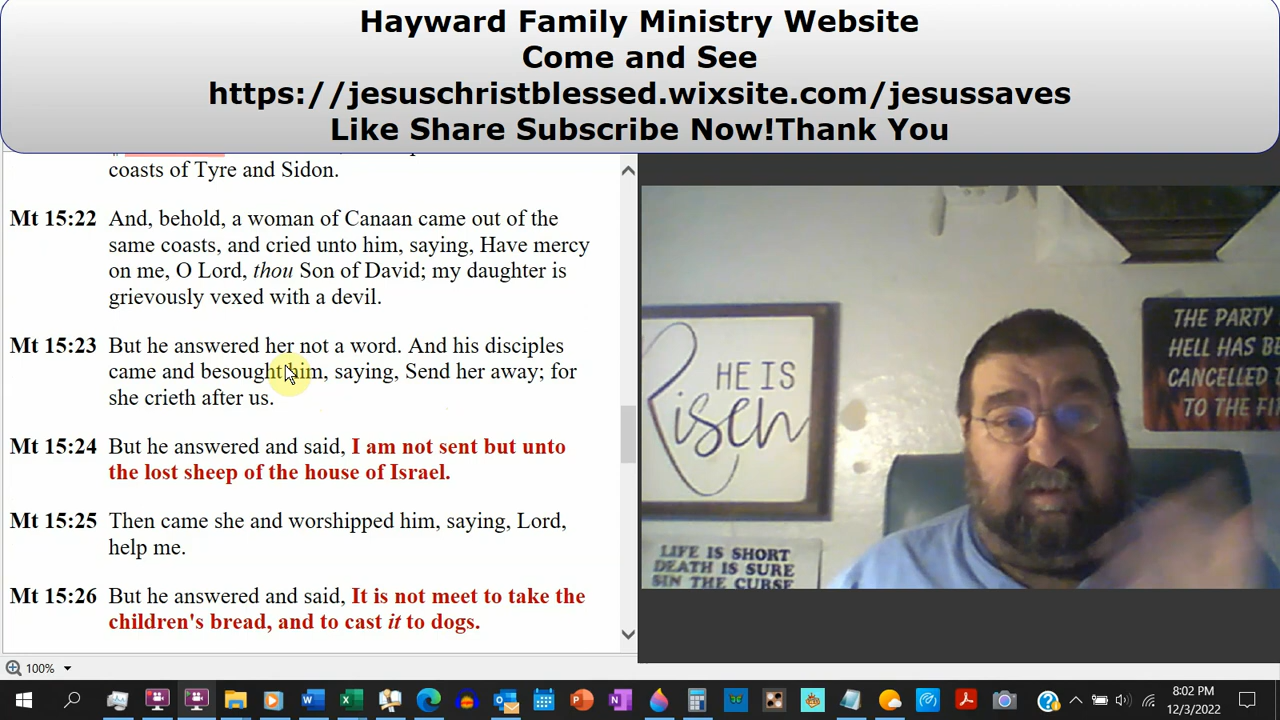 Hayward Family Ministry Website
Come and See
https://jesuschristblessed.wixsite.com/jesussaves
Like Share Subscribe Now!Thank You
coasts of Tyre and Sidon.
Mt 15:22 And, behold, a woman of Canaan came out of the
same coasts, and cried unto him, saying, Have mercy
on me, O Lord, thou Son of David; my daughter is
grievously vexed with a devil.
Mt 15:23 But he answered her not a word. And his disciples
came and besought him, saying, Send her away; for
she crieth after us.
Mt 15:24 But he answered and said, I am not sent but unto
the lost sheep of the house of Israel.
Mt 15:25 Then came she and worshipped him, saying, Lord,
help me.
Mt 15:26 But he answered and said, It is not meet to take the
children's bread, and to cast it to dogs.
HE IS
Risen
LIFE IS SHORT
DEATH IS SURE
SIN THE CURSE
THE PARTY
HELL HAS BE
CANCELLED
TO THE FI
100%
8:02 PM
12/3/2022